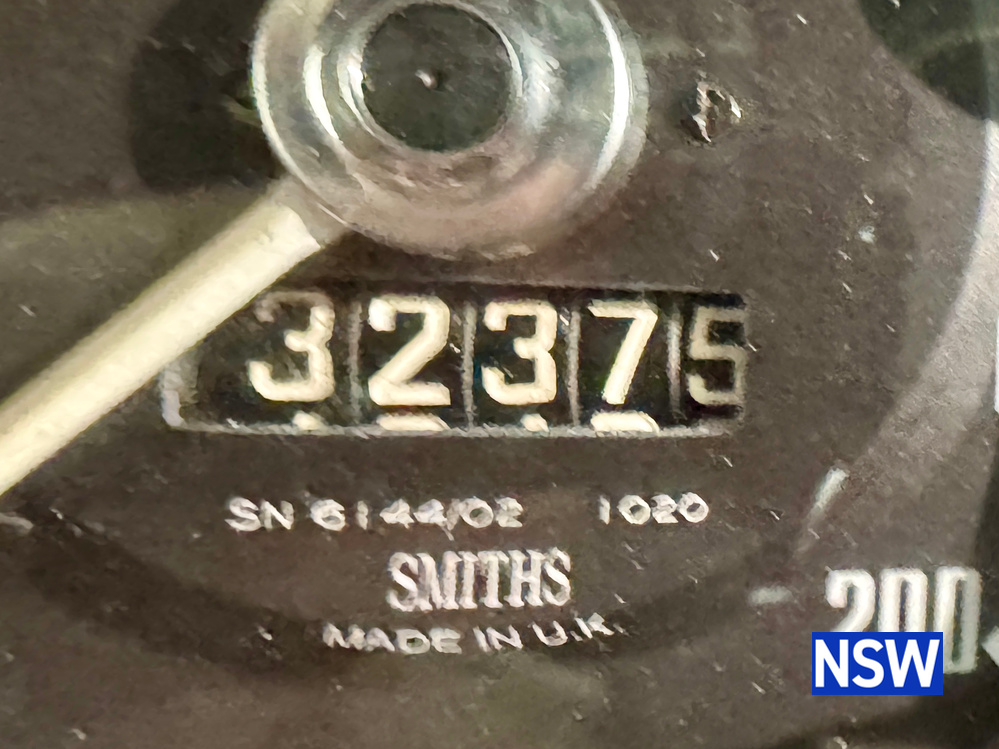 32375
SN 6144/02 1020
SMITHS
MADE IN U.K.
200
NSW